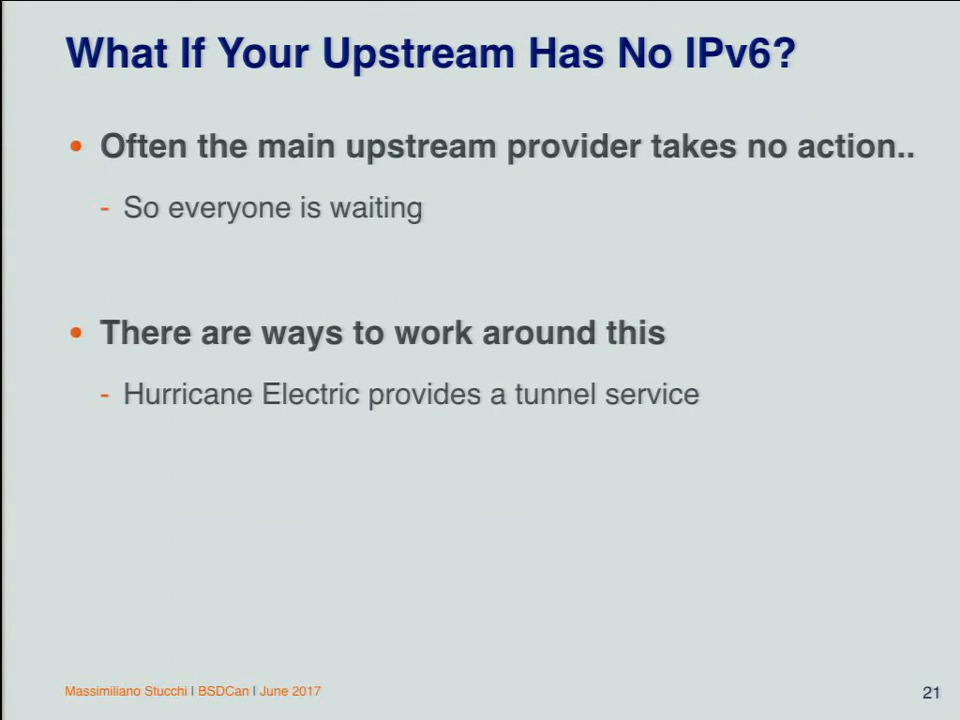 What If Your Upstream Has No IPv6?
• Often the main upstream provider takes no action..
- So everyone is waiting
• There are ways to work around this
- Hurricane Electric provides a tunnel service
Massimiliano Stucchi | BSDCan | June 2017
21